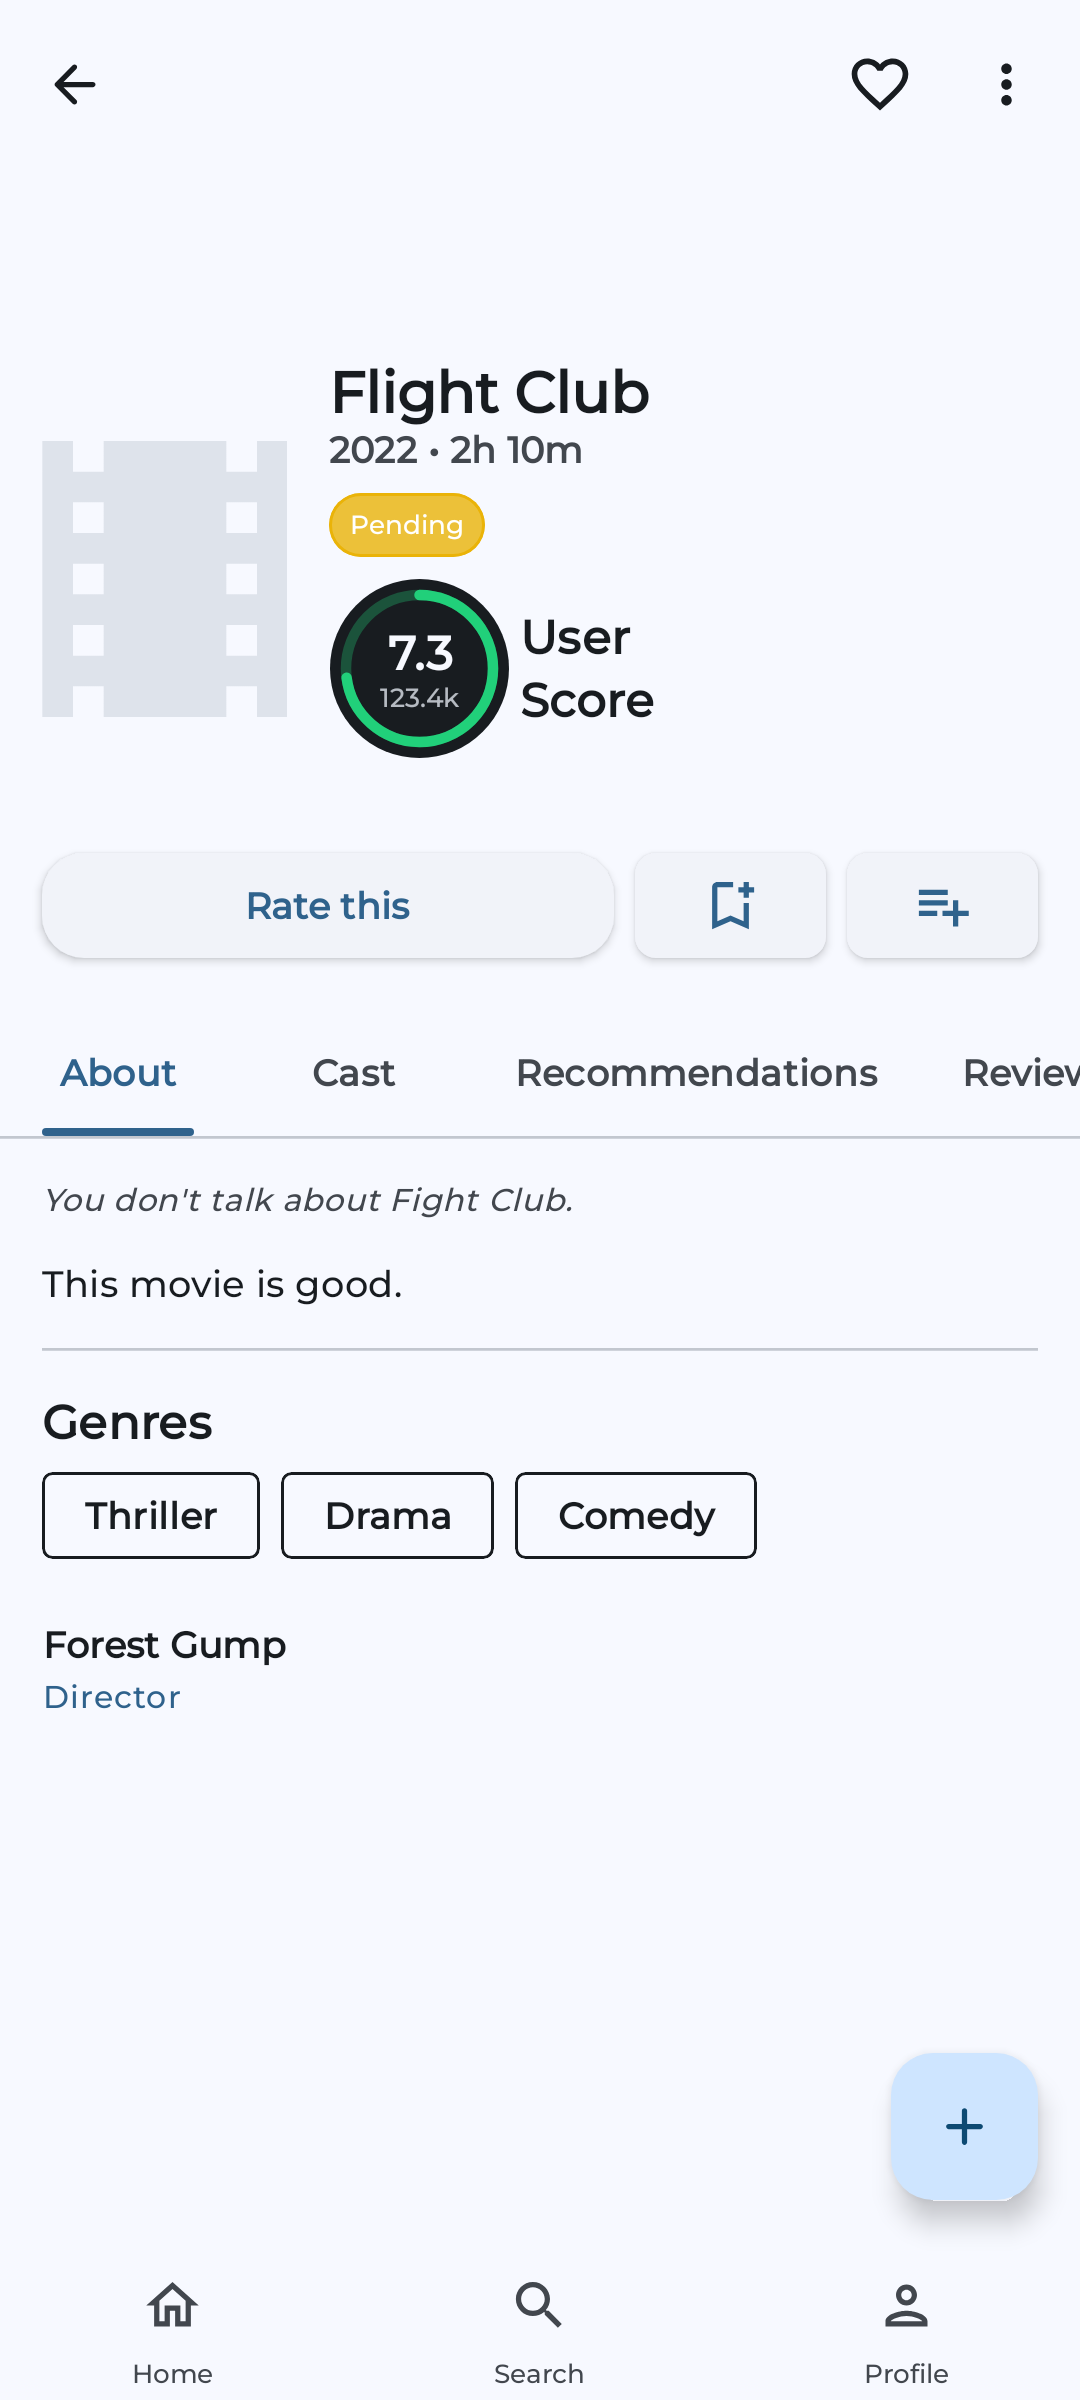 Flight Club
2022 • 2h 10m
Pending
7.3
123.4k
User
Score
Rate this
About Cast Recommendations Review
You don't talk about Fight Club.
This movie is good.
Genres
Thriller Drama Comedy
Forest Gump
Director
Home Search Profile